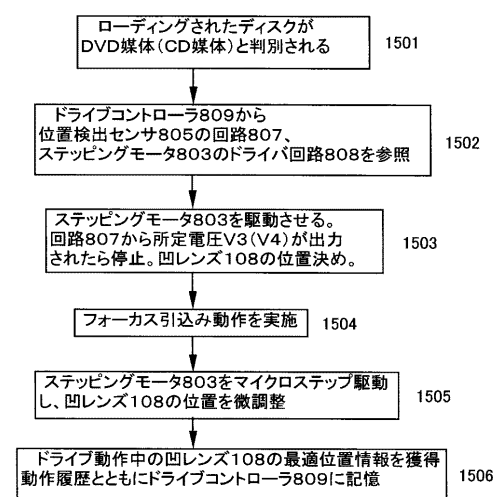 ローディングされたディスクが
DVD媒体(CD媒体)と判別される
1501
ドライブコントローラ809から
位置検出センサ805の回路807、
ステッピングモータ803のドライバ回路808を参照
1502
ステッピングモータ803を駆動させる。
回路807から所定電圧V3(V4)が出力
されたら停止。凹レンズ108の位置決め。
1503
フォーカス引込み動作を実施
1504
ステッピングモータ803をマイクロステップ駆動
し、凹レンズ108の位置を微調整
1505
ドライブ動作中の凹レンズ108の最適位置情報を獲得
動作履歴とともにドライブコントローラ809に記憶
1506